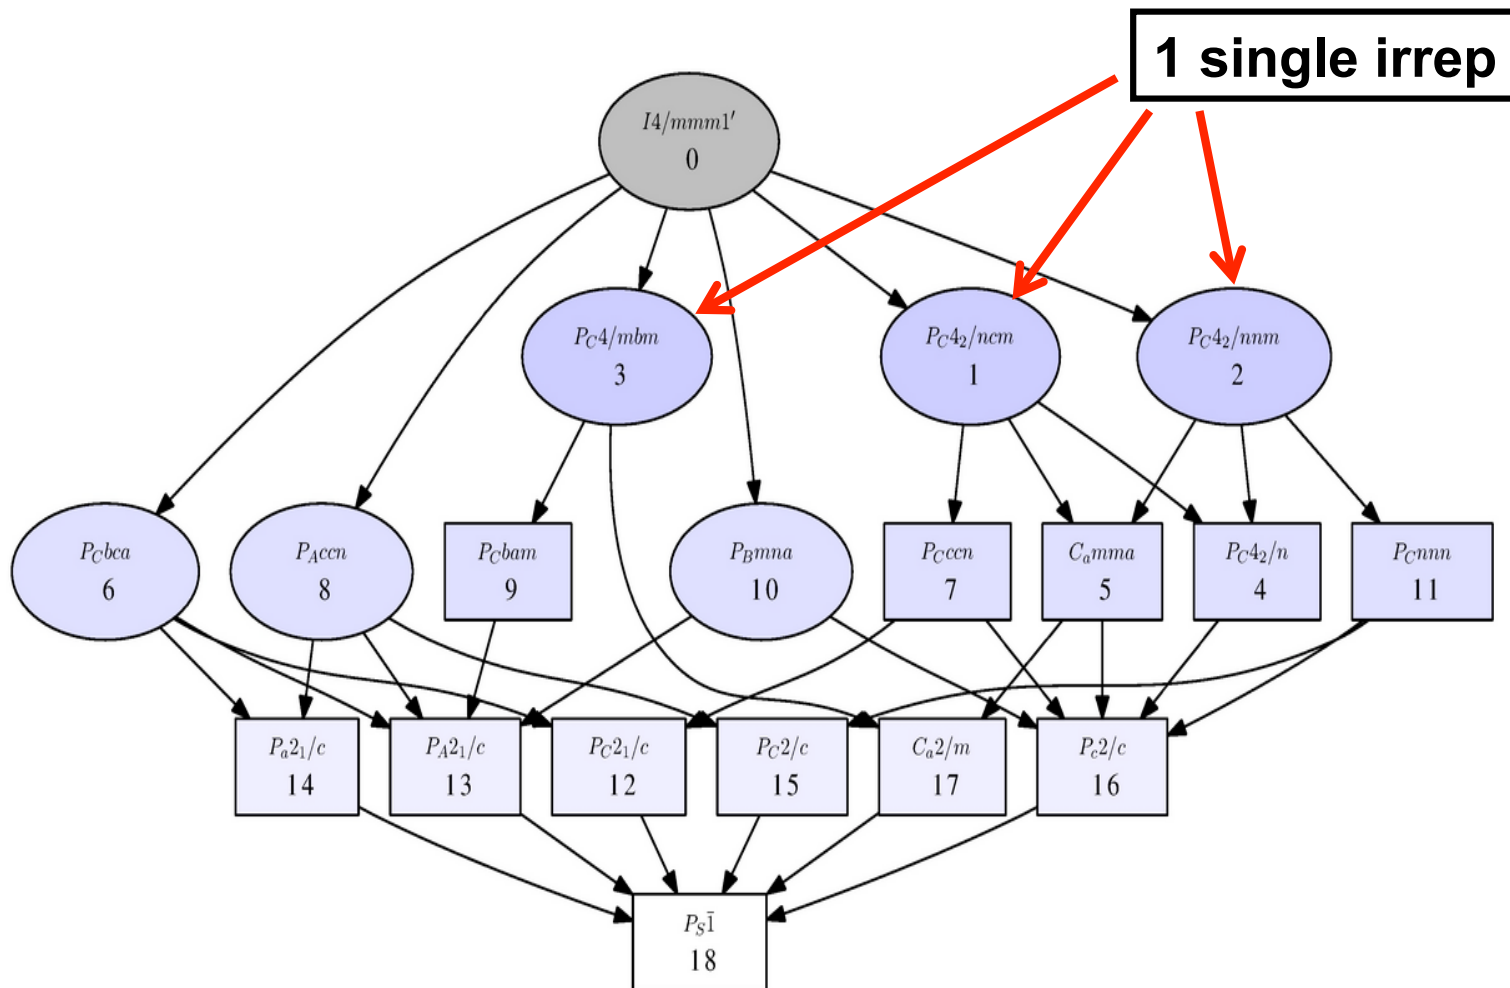 1 single irrep
I4/mmm1′
0
P_C4/mbm
3
P_C4_2/ncm
1
P_C4_2/nnm
2
P_Cbca
6
P_Accn
8
P_Cbam
9
P_Bmna
10
P_Cccn
7
C_amma
5
P_C4_2/n
4
P_Cnnn
11
P_a2_1/c
14
P_A2_1/c
13
P_C2_1/c
12
P_C2/c
15
C_a2/m
17
P_c2/c
16
P_S1̄
18